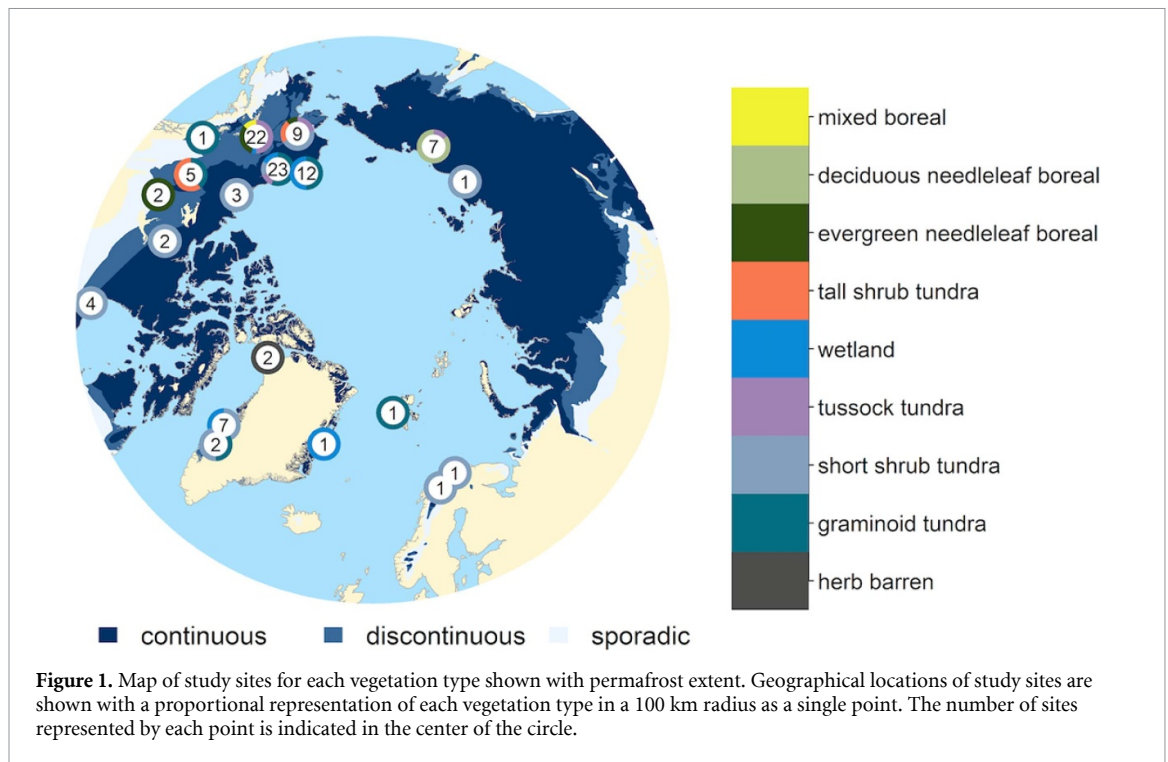 1
22
9
7
5
23
12
2
3
1
2
4
2
1
7
2
1
1
1
mixed boreal
deciduous needleleaf boreal
evergreen needleleaf boreal
tall shrub tundra
wetland
tussock tundra
short shrub tundra
graminoid tundra
herb barren
continuous discontinuous sporadic
Figure 1. Map of study sites for each vegetation type shown with permafrost extent. Geographical locations of study sites are
shown with a proportional representation of each vegetation type in a 100 km radius as a single point. The number of sites
represented by each point is indicated in the center of the circle.